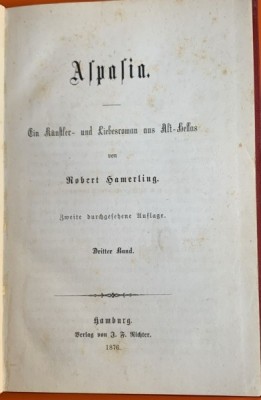 Aſpaſia.
Ein Künſtler- und Liebesroman aus Alt-Hellas
von
Robert Hamerling.
Zweite durchgeſehene Auflage.
Dritter Band.
Hamburg.
Verlag von J. F. Richter.
1876.